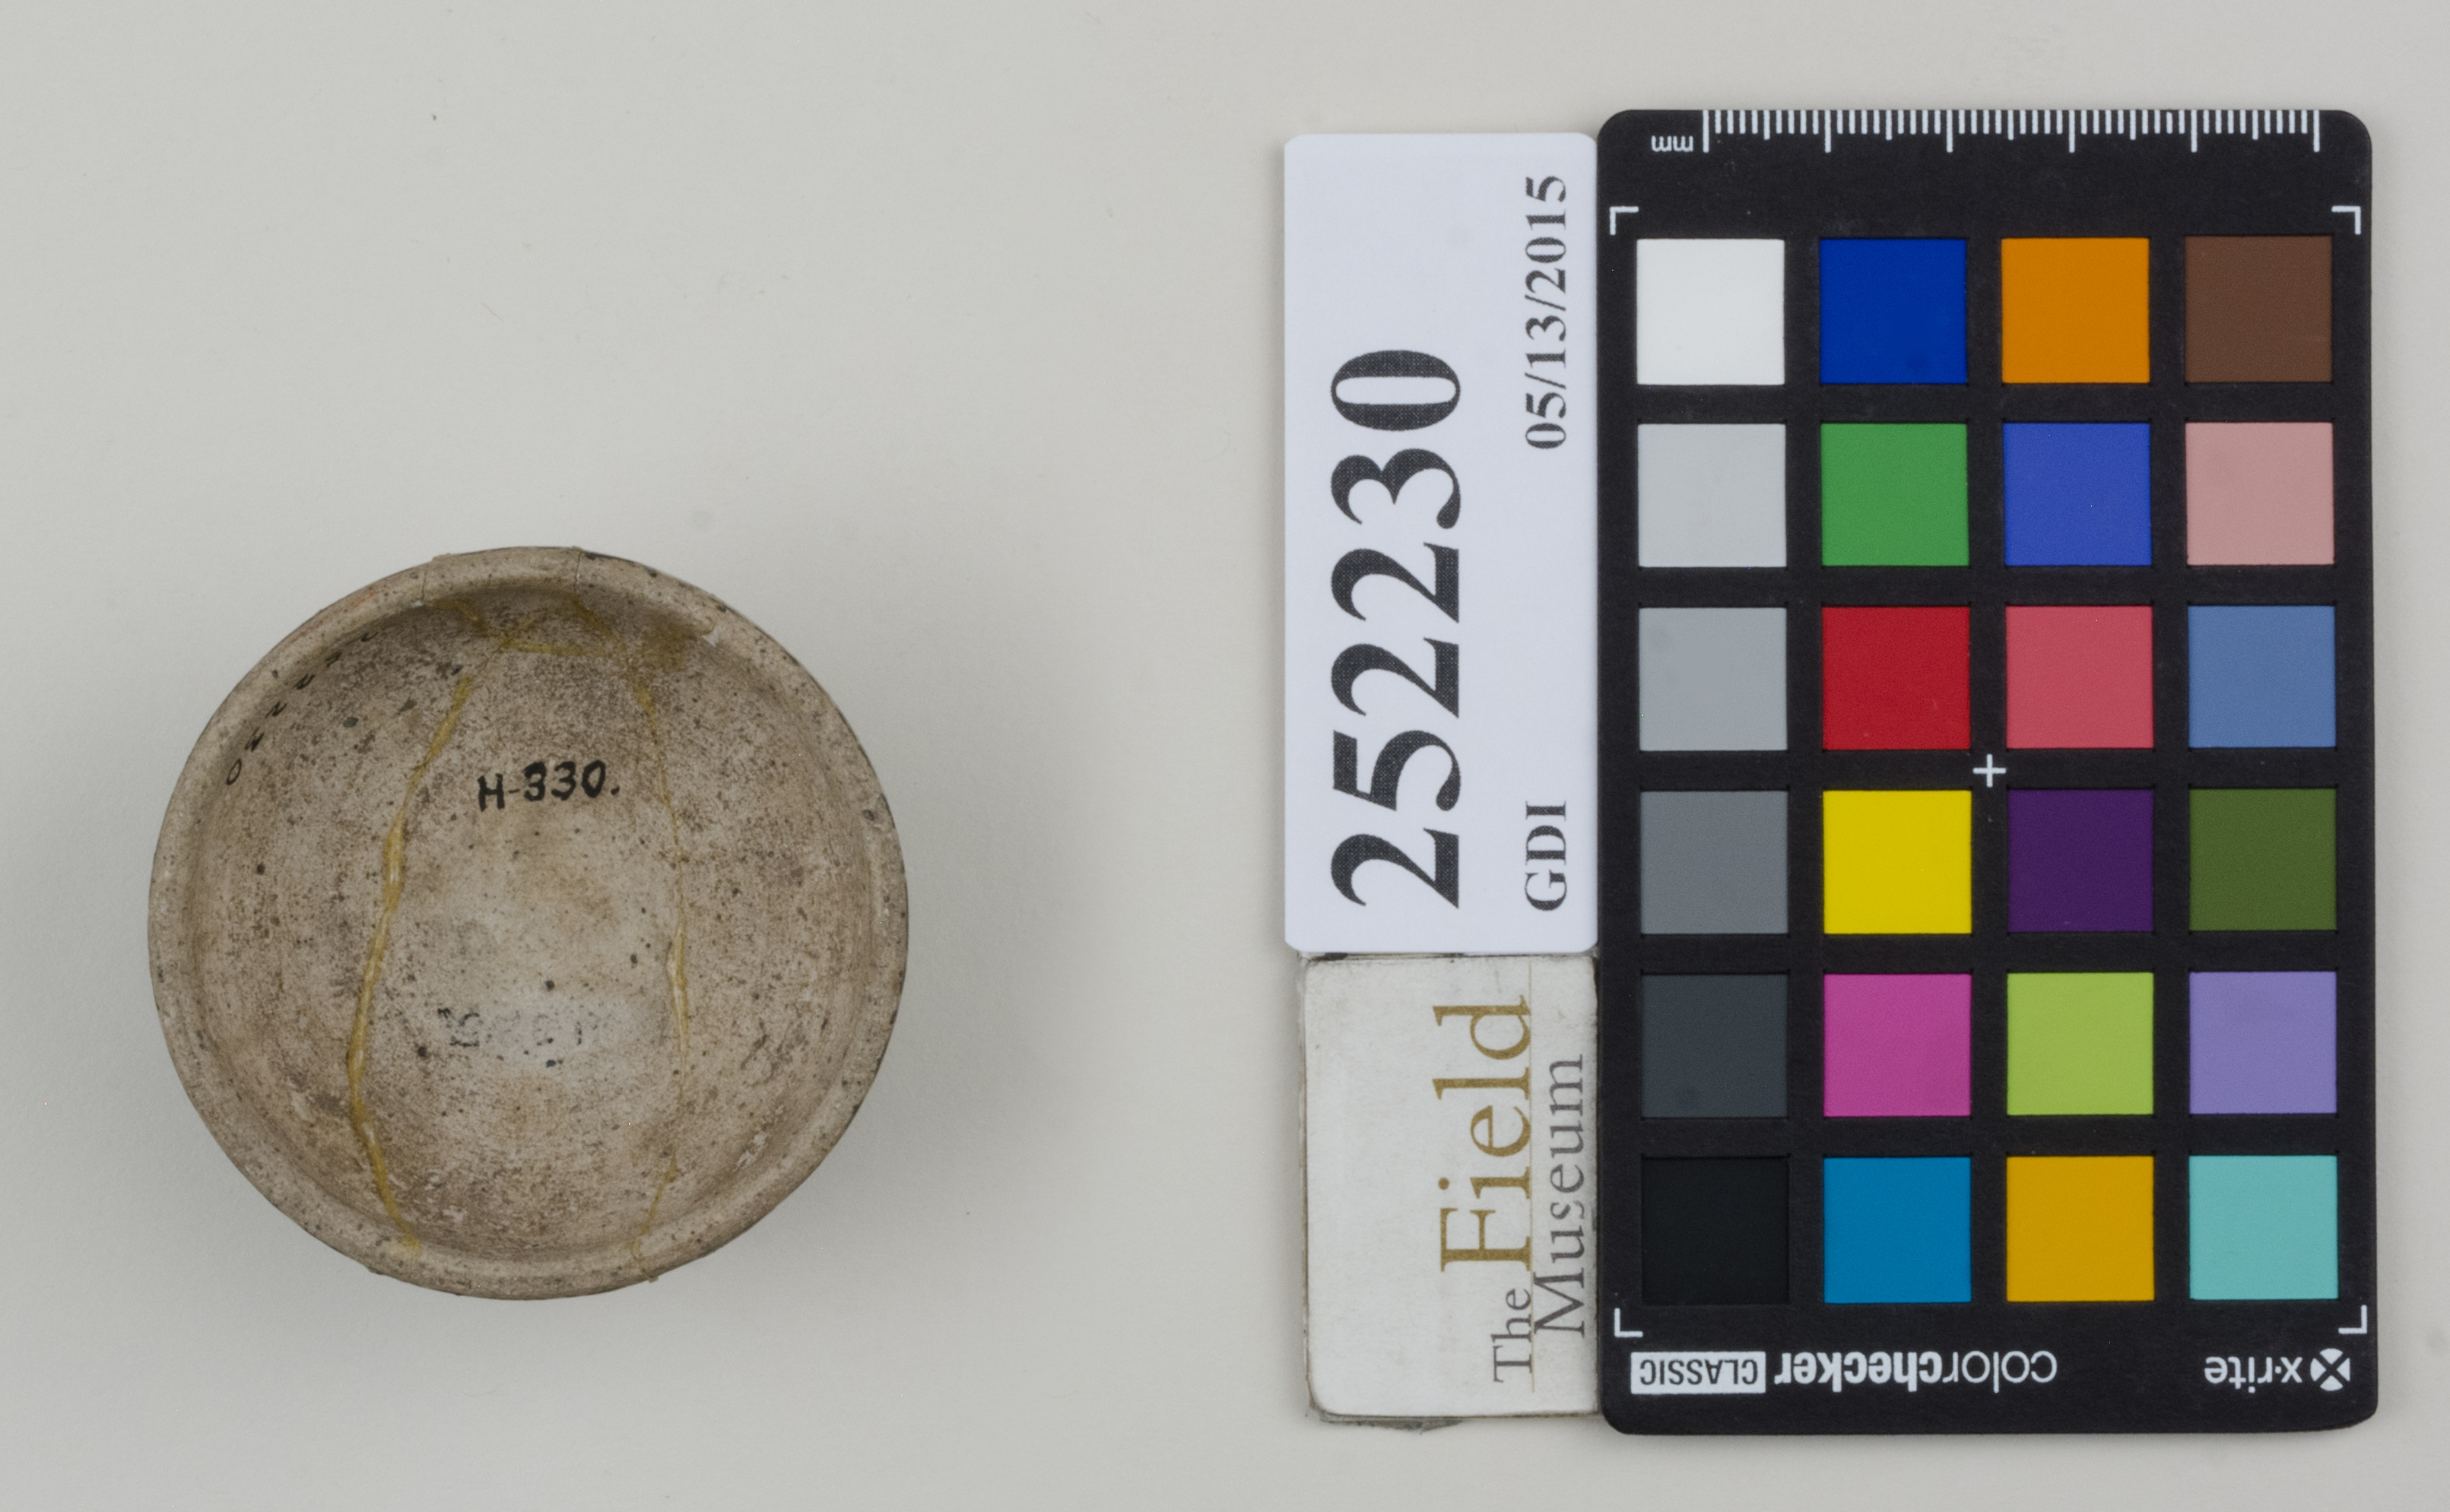 H-330.
252230
GDI 05/13/2015
The Field
Museum
mm
colorchecker CLASSIC
x-rite